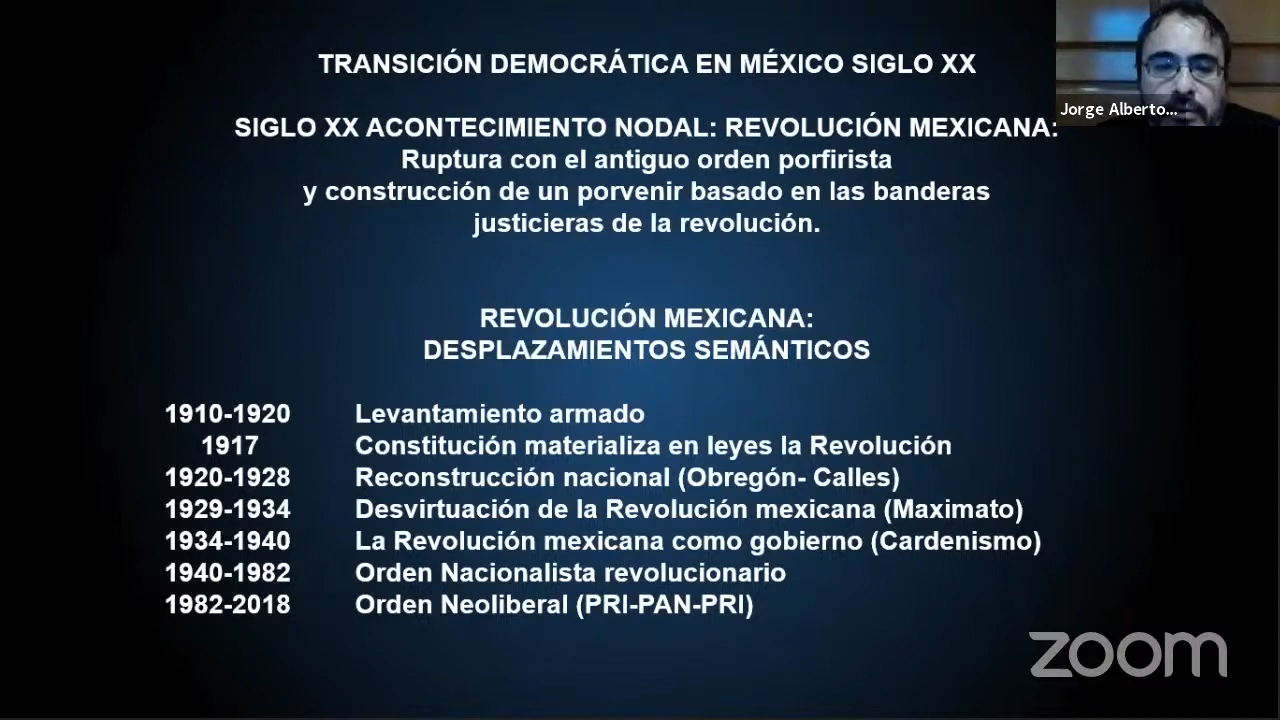 TRANSICIÓN DEMOCRÁTICA EN MÉXICO SIGLO XX
Jorge Alberto...
SIGLO XX ACONTECIMIENTO NODAL: REVOLUCIÓN MEXICANA:
Ruptura con el antiguo orden porfirista
y construcción de un porvenir basado en las banderas
justicieras de la revolución.
REVOLUCIÓN MEXICANA:
DESPLAZAMIENTOS SEMÁNTICOS
1910-1920 Levantamiento armado
1917 Constitución materializa en leyes la Revolución
1920-1928 Reconstrucción nacional (Obregón- Calles)
1929-1934 Desvirtuación de la Revolución mexicana (Maximato)
1934-1940 La Revolución mexicana como gobierno (Cardenismo)
1940-1982 Orden Nacionalista revolucionario
1982-2018 Orden Neoliberal (PRI-PAN-PRI)
zoom